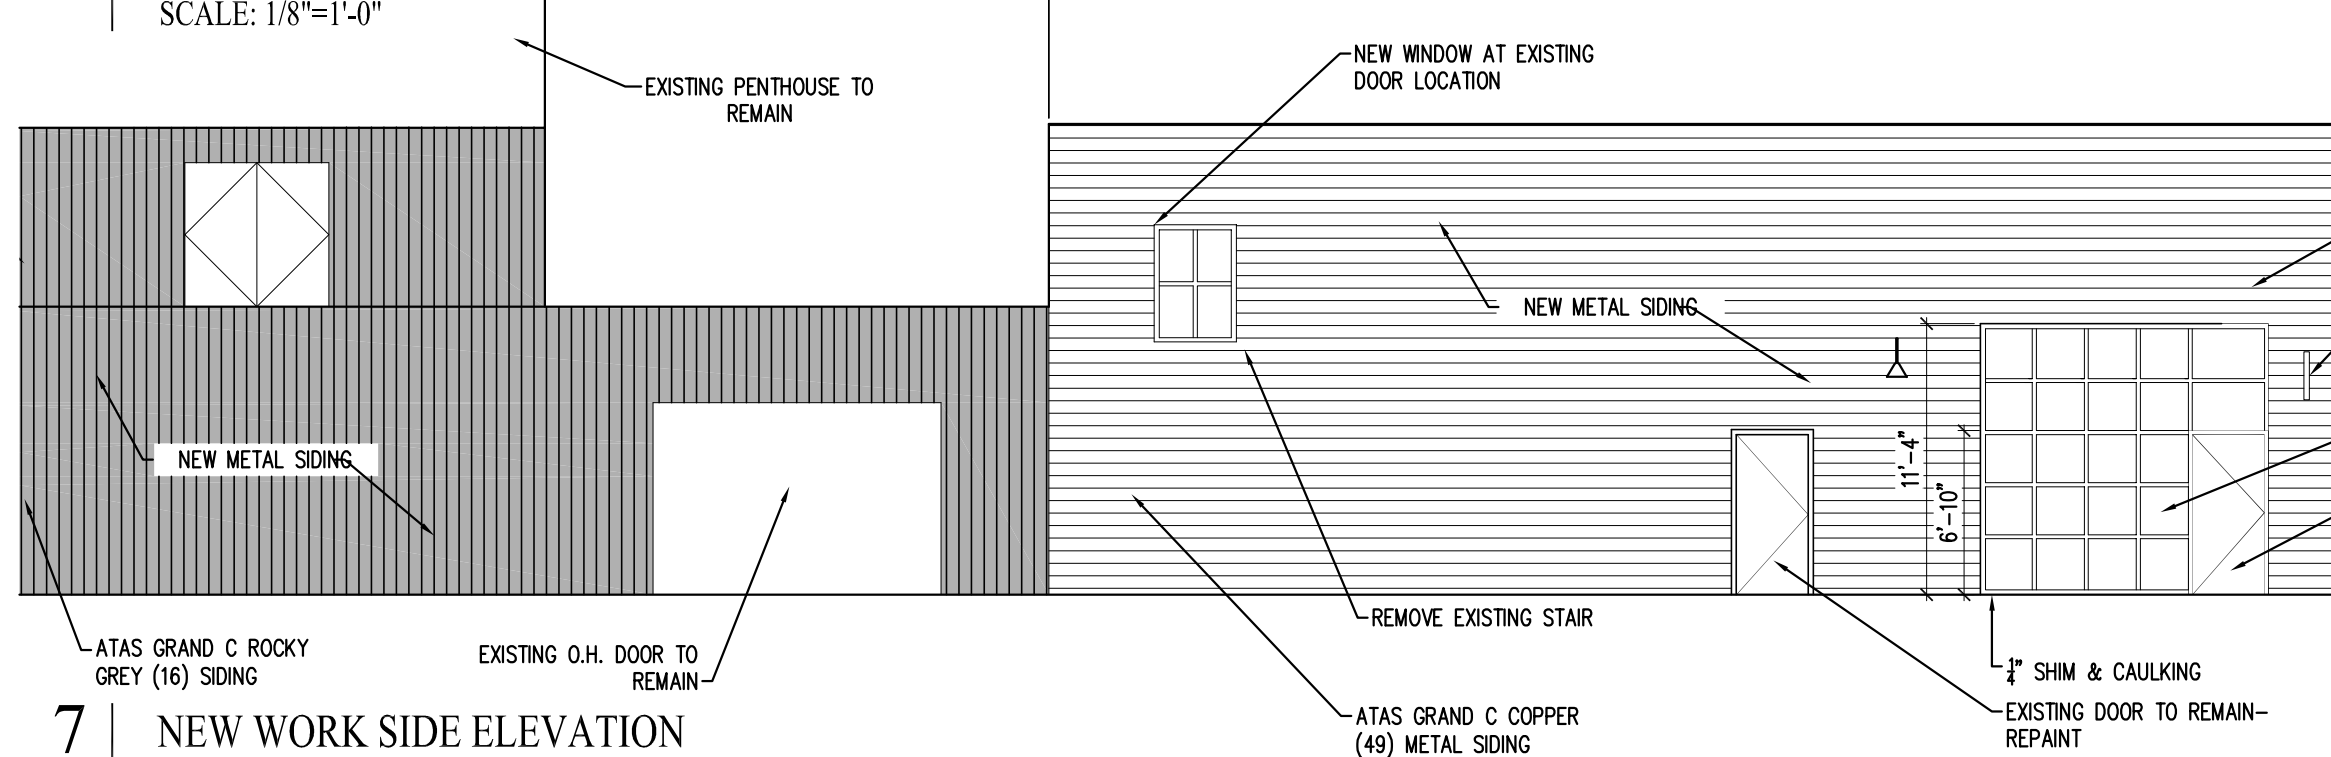 SCALE: 1/8"=1'-0"
EXISTING PENTHOUSE TO
REMAIN
NEW WINDOW AT EXISTING
DOOR LOCATION
NEW METAL SIDING
NEW METAL SIDING
11'-4"
6'-10"
ATAS GRAND C ROCKY
GREY (16) SIDING
EXISTING O.H. DOOR TO
REMAIN
REMOVE EXISTING STAIR
ATAS GRAND C COPPER
(49) METAL SIDING
1/4" SHIM & CAULKING
EXISTING DOOR TO REMAIN-
REPAINT
7 NEW WORK SIDE ELEVATION